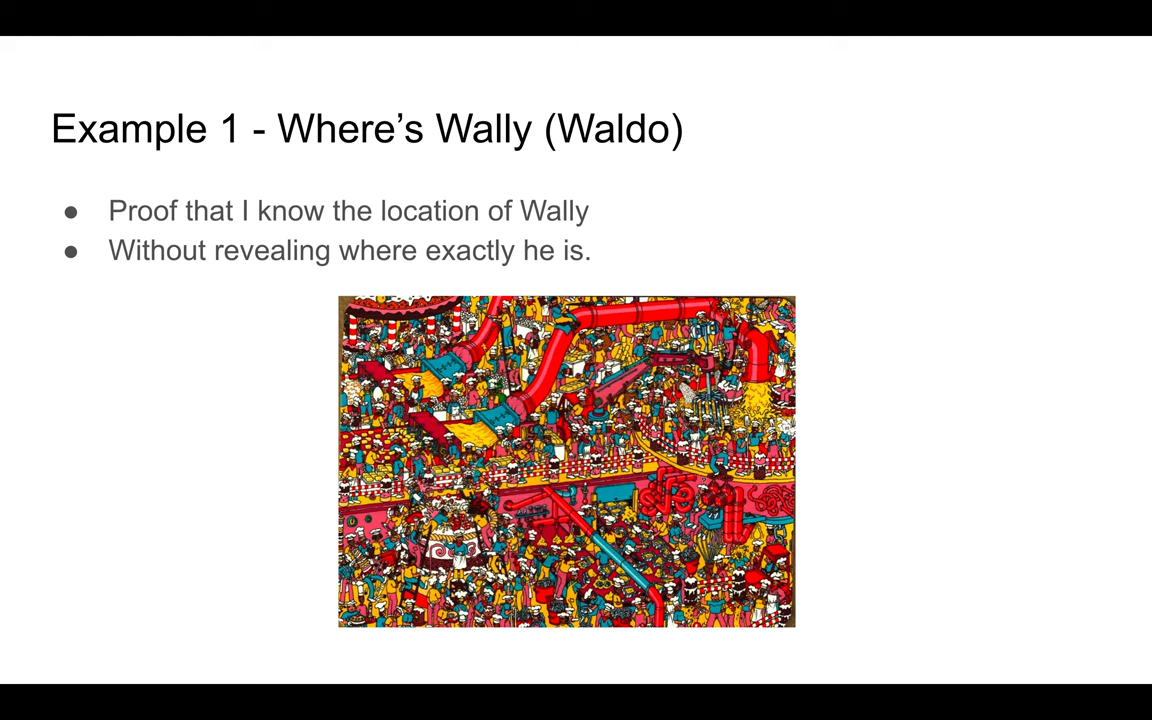 Example 1 - Where’s Wally (Waldo)
● Proof that I know the location of Wally
● Without revealing where exactly he is.